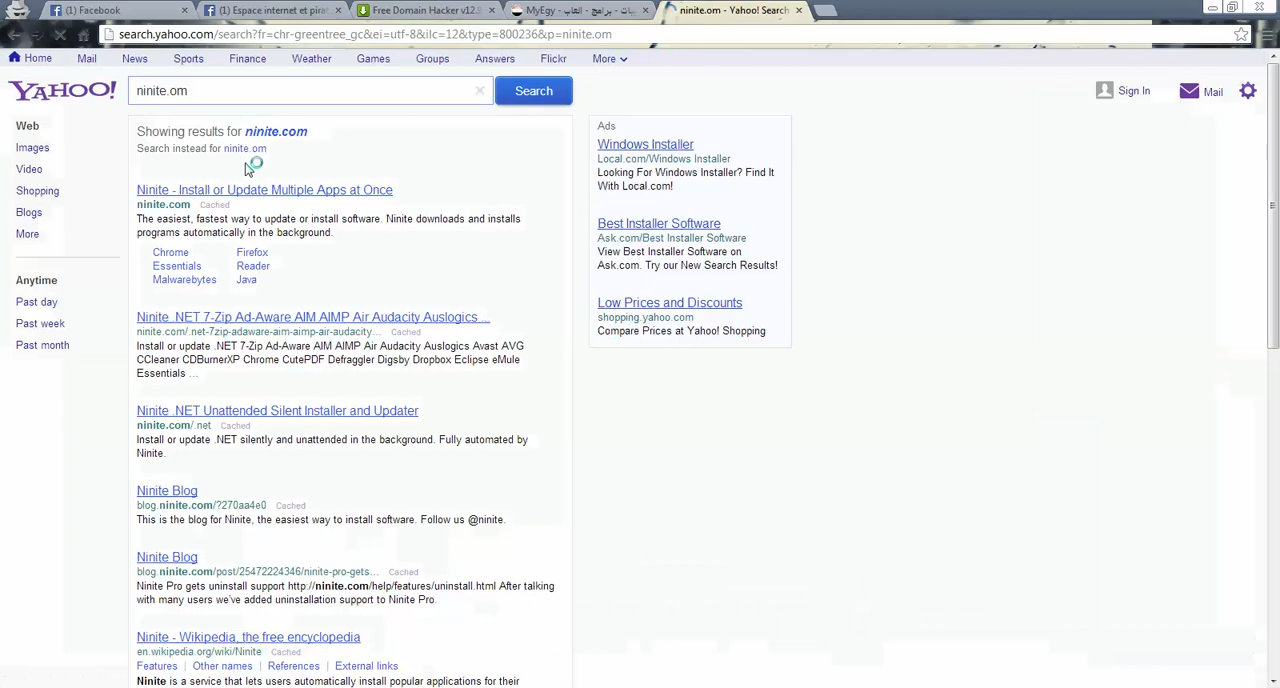 (1) Facebook
(1) Espace internet et pirat
Free Domain Hacker v12.9
MyEgy - بيات - برامج - العاب
ninite.om - Yahoo! Search
search.yahoo.com/search?fr=chr-greentree_gc&ei=utf-8&ilc=12&type=800236&p=ninite.om
Home Mail News Sports Finance Weather Games Groups Answers Flickr More
YAHOO! ninite.om Search Sign In Mail
Web
Images
Video
Shopping
Blogs
More
Anytime
Past day
Past week
Past month
Showing results for ninite.com
Search instead for ninite.om
Ninite - Install or Update Multiple Apps at Once
ninite.com Cached
The easiest, fastest way to update or install software. Ninite downloads and installs
programs automatically in the background.
Chrome Firefox
Essentials Reader
Malwarebytes Java
Ninite .NET 7-Zip Ad-Aware AIM AIMP Air Audacity Auslogics ...
ninite.com/.net-7zip-adaware-aim-aimp-air-audacity... Cached
Install or update .NET 7-Zip Ad-Aware AIM AIMP Air Audacity Auslogics Avast AVG
CCleaner CDBurnerXP Chrome CutePDF Defraggler Digsby Dropbox Eclipse eMule
Essentials ...
Ninite .NET Unattended Silent Installer and Updater
ninite.com/.net Cached
Install or update .NET silently and unattended in the background. Fully automated by
Ninite.
Ninite Blog
blog.ninite.com/?270aa4e0 Cached
This is the blog for Ninite, the easiest way to install software. Follow us @ninite.
Ninite Blog
blog.ninite.com/post/25472224346/ninite-pro-gets... Cached
Ninite Pro gets uninstall support http://ninite.com/help/features/uninstall.html After talking
with many users we've added uninstallation support to Ninite Pro.
Ninite - Wikipedia, the free encyclopedia
en.wikipedia.org/wiki/Ninite Cached
Features | Other names | References | External links
Ninite is a service that lets users automatically install popular applications for their
Ads
Windows Installer
Local.com/Windows Installer
Looking For Windows Installer? Find It
With Local.com!
Best Installer Software
Ask.com/Best Installer Software
View Best Installer Software on
Ask.com. Try our New Search Results!
Low Prices and Discounts
shopping.yahoo.com
Compare Prices at Yahoo! Shopping